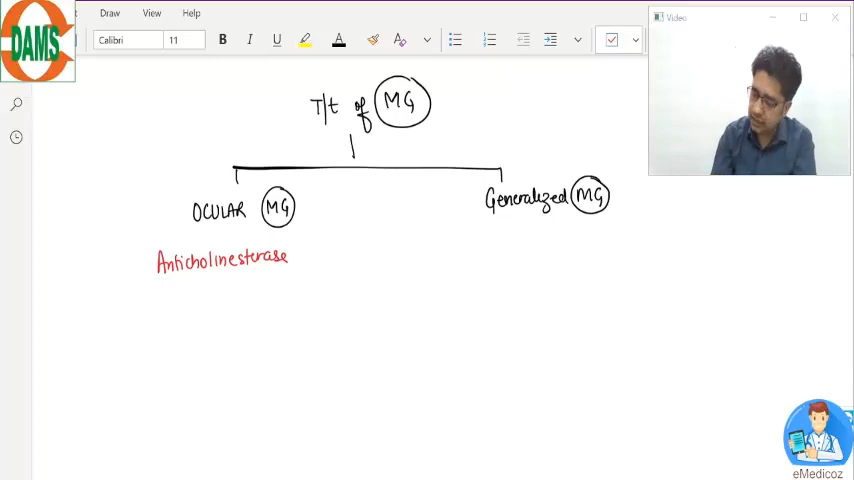 DAMS
Draw View Help
Video
Calibri 11 B I U A A
T/t of MG
OCULAR MG
Generalized MG
Anticholinesterase
eMedicoz